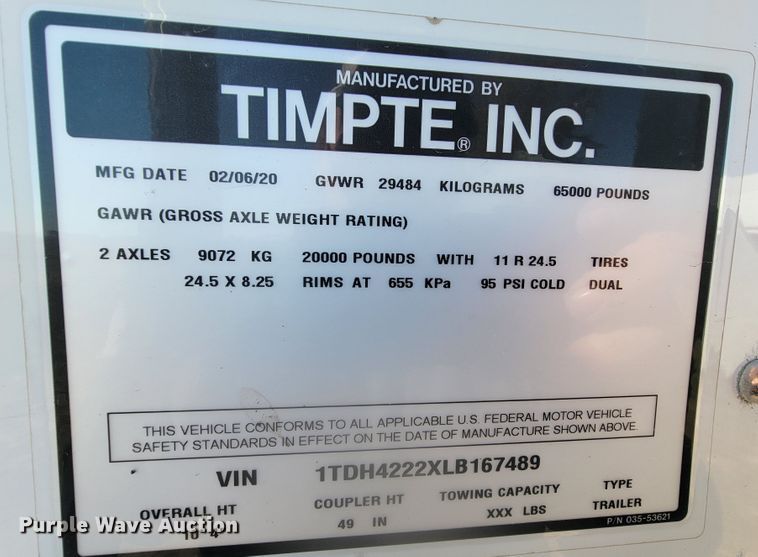 MANUFACTURED BY
TIMPTE® INC.
MFG DATE 02/06/20 GVWR 29484 KILOGRAMS 65000 POUNDS
GAWR (GROSS AXLE WEIGHT RATING)
2 AXLES 9072 KG 20000 POUNDS WITH 11 R 24.5 TIRES
24.5 X 8.25 RIMS AT 655 KPa 95 PSI COLD DUAL
THIS VEHICLE CONFORMS TO ALL APPLICABLE U.S. FEDERAL MOTOR VEHICLE
SAFETY STANDARDS IN EFFECT ON THE DATE OF MANUFACTURE SHOWN ABOVE.
VIN 1TDH4222XLB167489
OVERALL HT COUPLER HT TOWING CAPACITY TYPE
49 IN XXX LBS TRAILER
P/N 035-53621
Purple Wave Auction